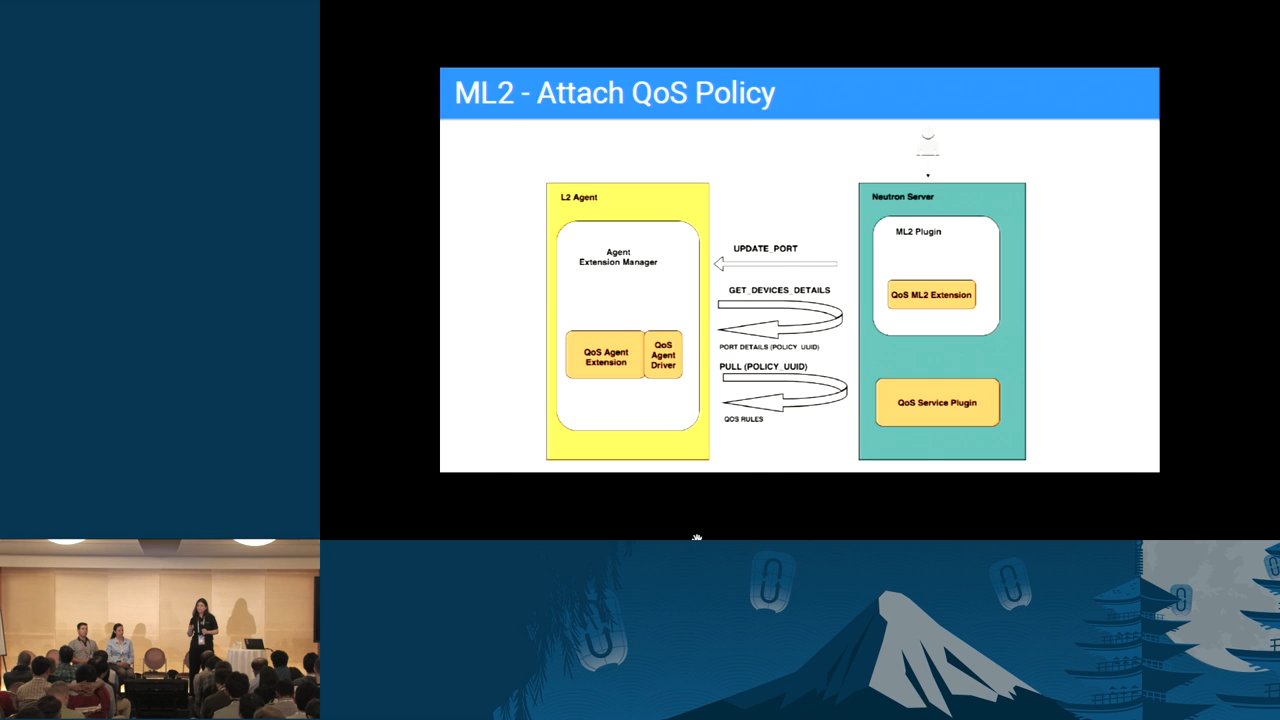 ML2 - Attach QoS Policy
L2 Agent
Agent
Extension Manager
QoS Agent
Extension
QoS
Agent
Driver
UPDATE_PORT
GET_DEVICES_DETAILS
PORT DETAILS (POLICY_UUID)
PULL (POLICY_UUID)
QOS RULES
Neutron Server
ML2 Plugin
QoS ML2 Extension
QoS Service Plugin